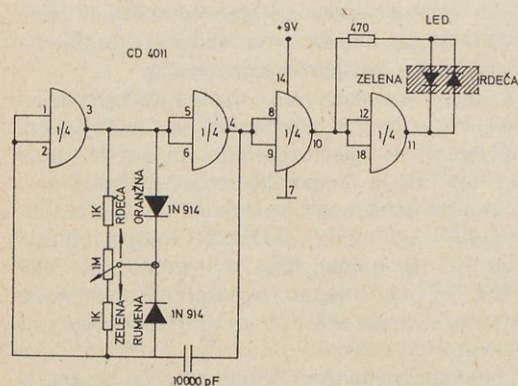 CD 4011
+9V
470
LED
ZELENA
RDEČA
14
1
2
3
1/4
5
6
4
1/4
8
9
10
1/4
7
12
18
11
1/4
1K
1M
1K
RDEČA
ORANŽNA
1N 914
ZELENA
RUMENA
1N 914
10000 pF